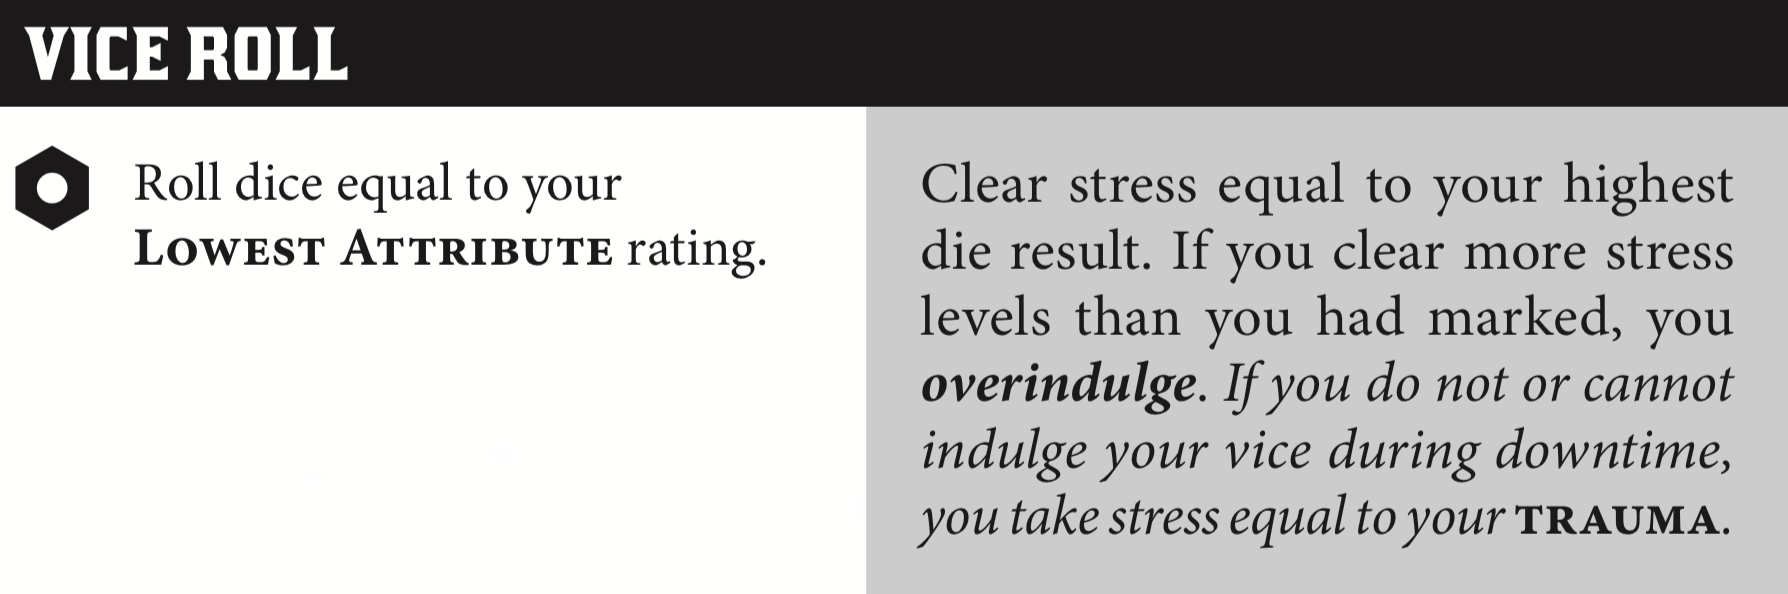 VICE ROLL
Roll dice equal to your
LOWEST ATTRIBUTE rating.
Clear stress equal to your highest
die result. If you clear more stress
levels than you had marked, you
overindulge. If you do not or cannot
indulge your vice during downtime,
you take stress equal to your TRAUMA.